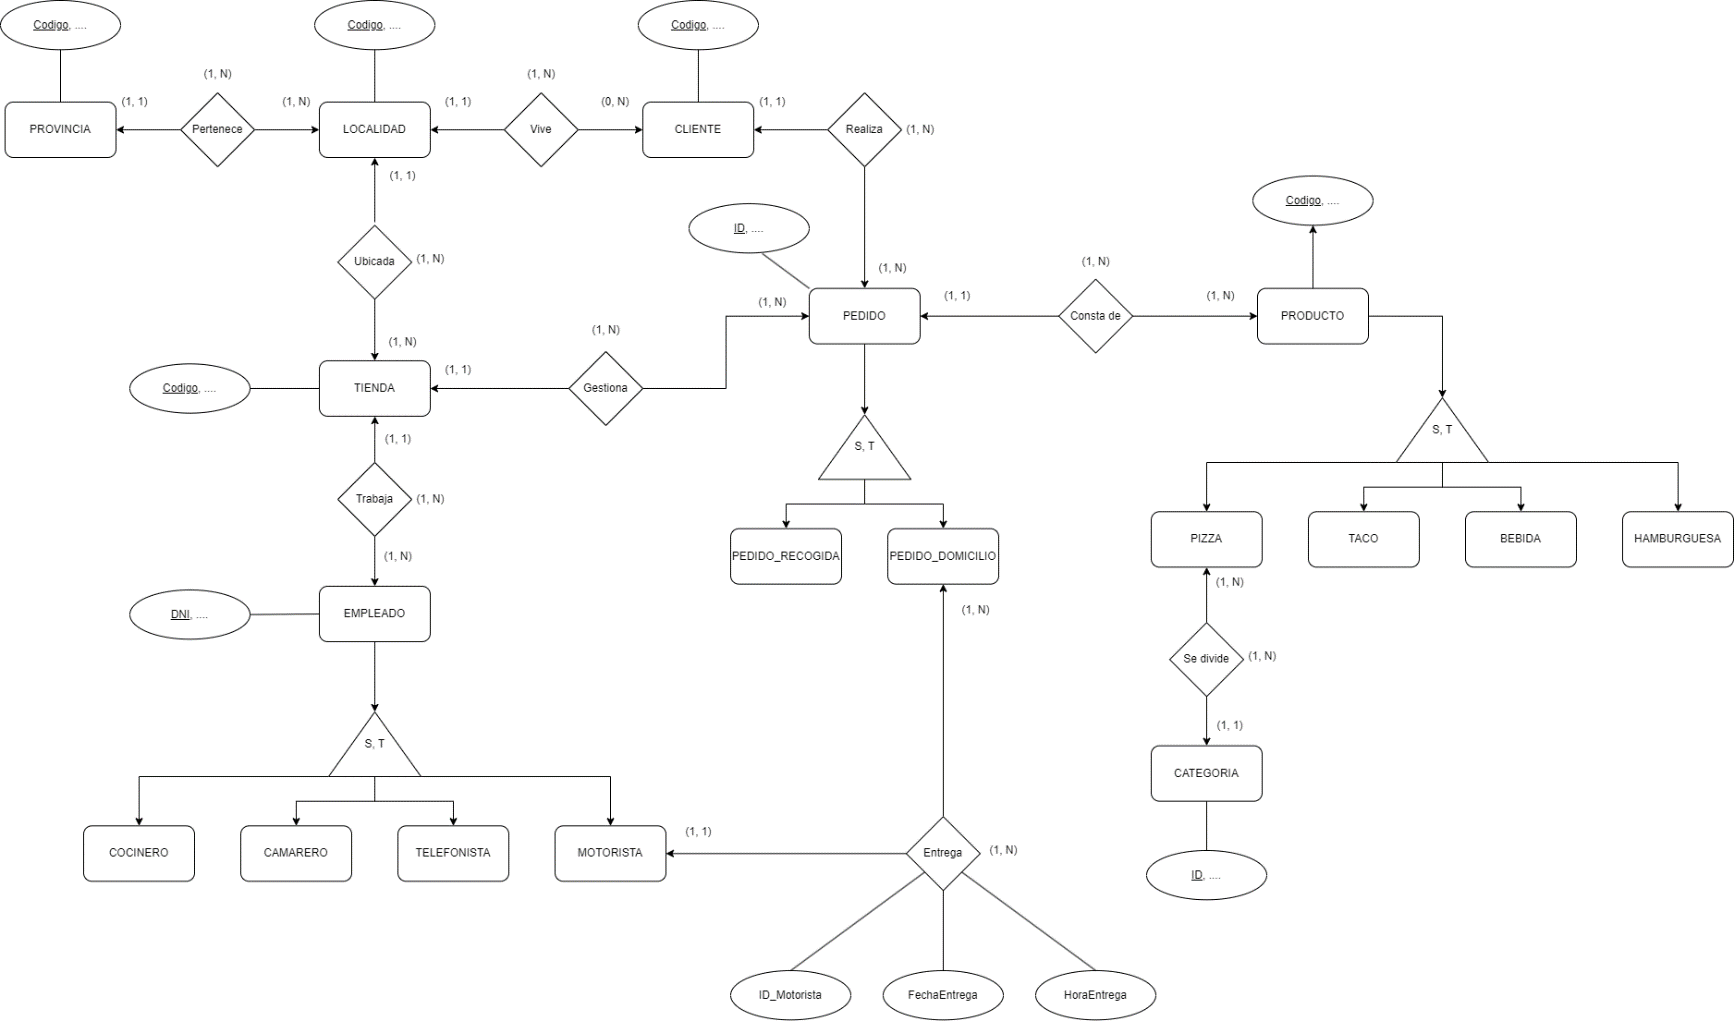 Codigo, ....
Codigo, ....
Codigo, ....
(1, N)
(1, N)
(1, 1)
(1, N)
(1, 1)
(0, N)
(1, 1)
PROVINCIA
Pertenece
LOCALIDAD
Vive
CLIENTE
Realiza
(1, N)
(1, 1)
Codigo, ....
ID, ....
Ubicada
(1, N)
(1, N)
(1, N)
(1, N)
(1, 1)
(1, N)
(1, N)
PEDIDO
Consta de
PRODUCTO
(1, N)
(1, N)
(1, 1)
Codigo, ....
TIENDA
Gestiona
(1, 1)
S, T
S, T
Trabaja
(1, N)
PIZZA
TACO
BEBIDA
HAMBURGUESA
(1, N)
PEDIDO_RECOGIDA
PEDIDO_DOMICILIO
(1, N)
(1, N)
DNI, ....
EMPLEADO
Se divide
(1, N)
(1, 1)
S, T
CATEGORIA
(1, 1)
COCINERO
CAMARERO
TELEFONISTA
MOTORISTA
Entrega
(1, N)
ID, ....
ID_Motorista
FechaEntrega
HoraEntrega